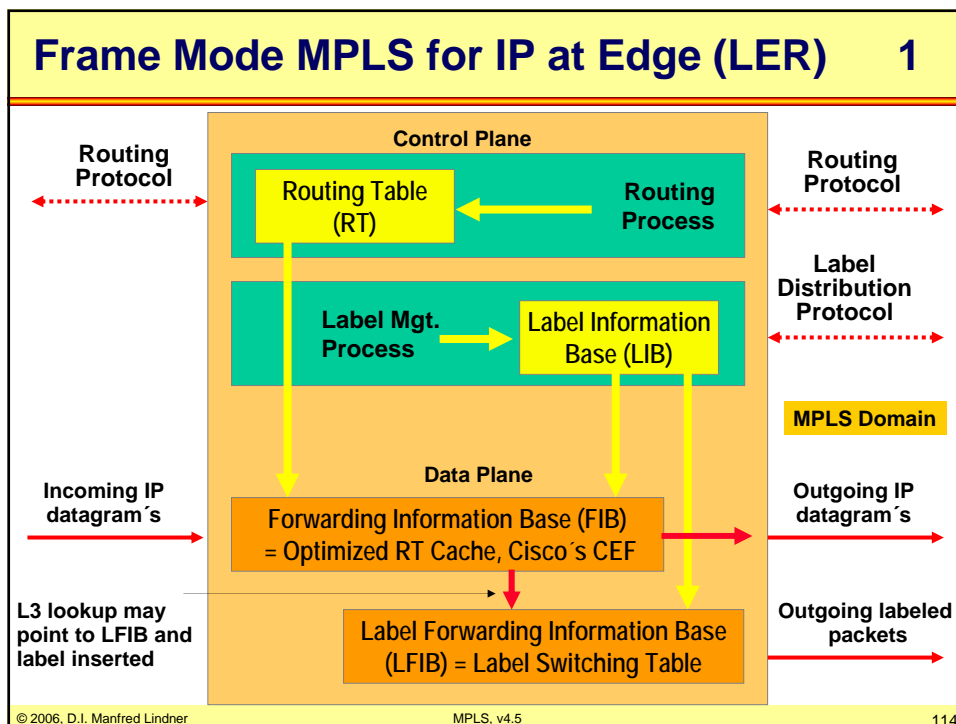 Frame Mode MPLS for IP at Edge (LER) 1
Control Plane
Routing
Protocol
Routing Table
(RT)
Routing
Process
Routing
Protocol
Label Mgt.
Process
Label Information
Base (LIB)
Label
Distribution
Protocol
MPLS Domain
Data Plane
Incoming IP
datagram´s
Forwarding Information Base (FIB)
= Optimized RT Cache, Cisco´s CEF
Outgoing IP
datagram´s
L3 lookup may
point to LFIB and
label inserted
Label Forwarding Information Base
(LFIB) = Label Switching Table
Outgoing labeled
packets
© 2006, D.I. Manfred Lindner
MPLS, v4.5
114